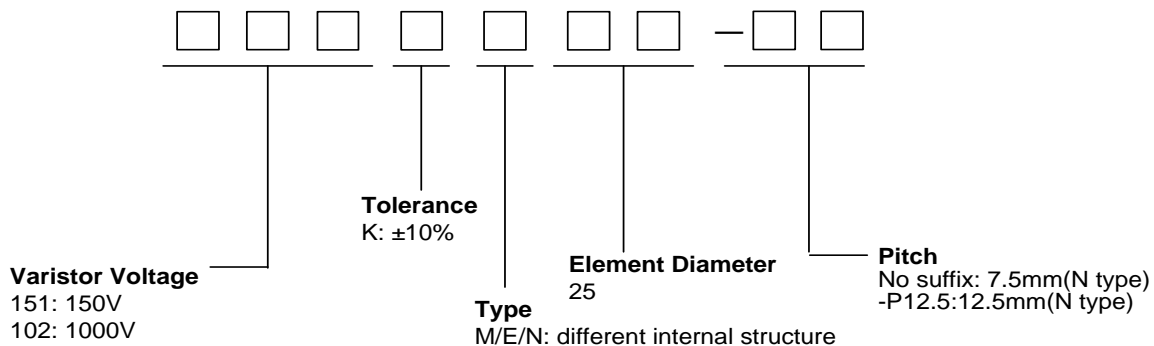 Tolerance
K: ±10%
Varistor Voltage
151: 150V
102: 1000V
Type
M/E/N: different internal structure
Element Diameter
25
Pitch
No suffix: 7.5mm(N type)
-P12.5:12.5mm(N type)